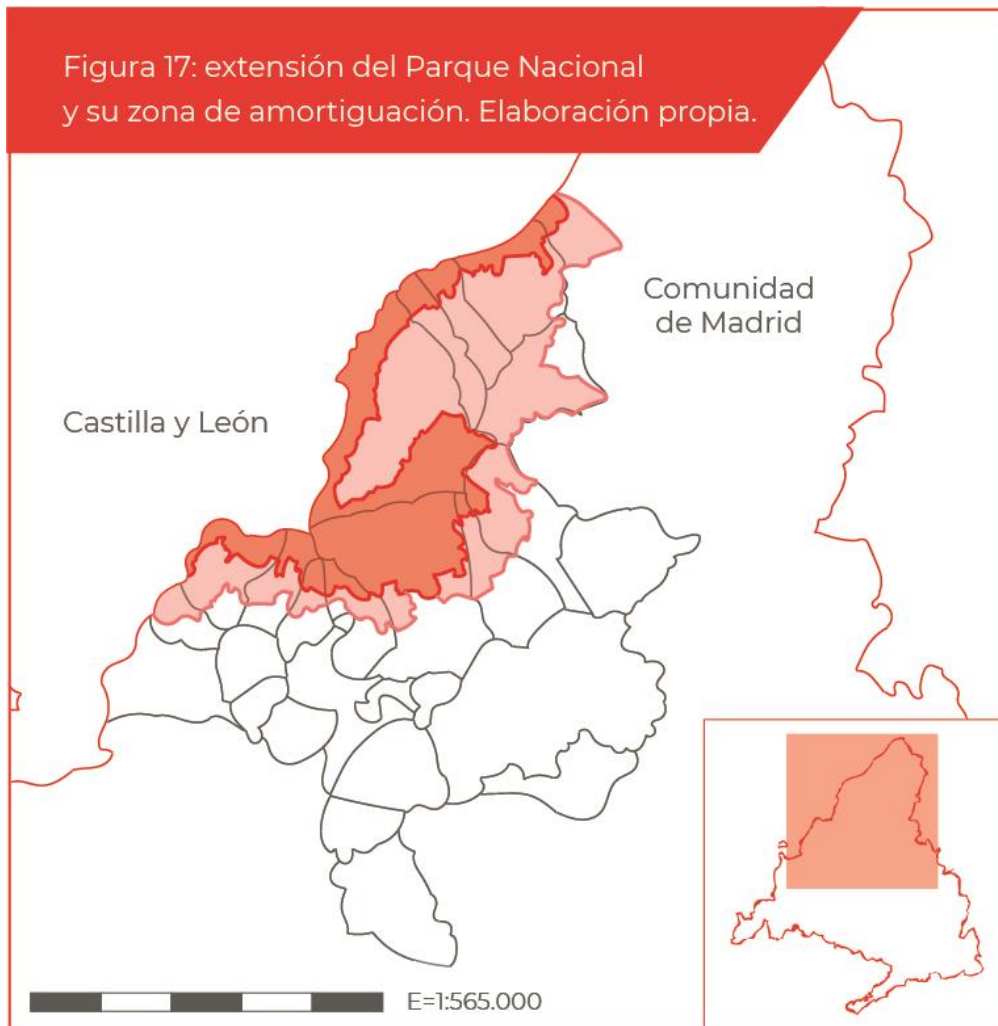 Figura 17: extensión del Parque Nacional
y su zona de amortiguación. Elaboración propia.
Comunidad
de Madrid
Castilla y León
E=1:565.000